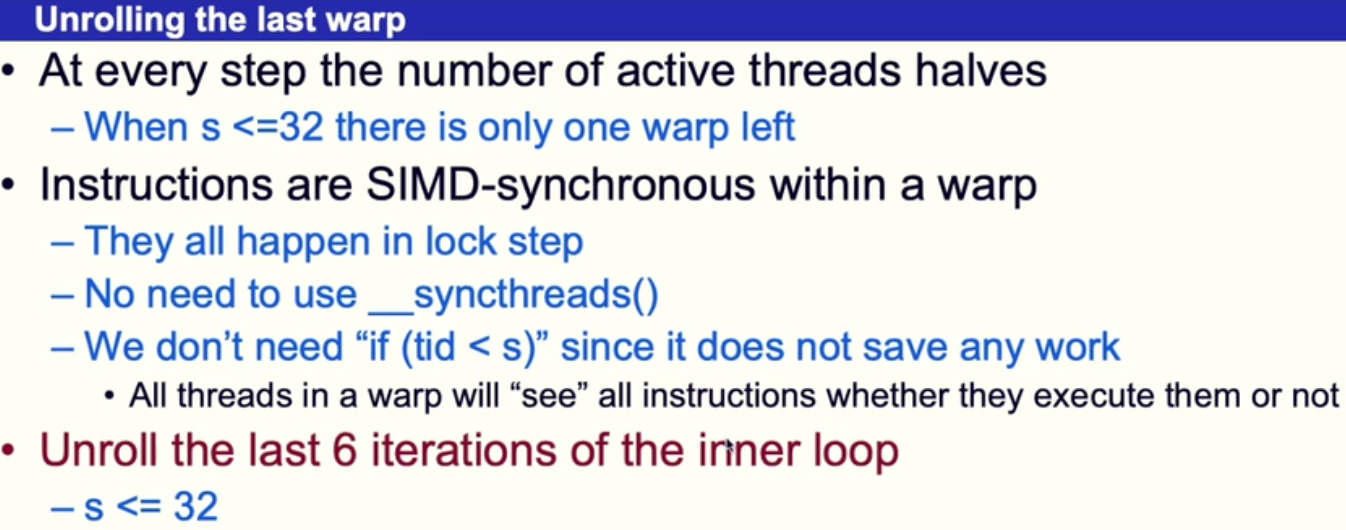 Unrolling the last warp
• At every step the number of active threads halves
– When s <=32 there is only one warp left
• Instructions are SIMD-synchronous within a warp
– They all happen in lock step
– No need to use __syncthreads()
– We don’t need “if (tid < s)” since it does not save any work
• All threads in a warp will “see” all instructions whether they execute them or not
• Unroll the last 6 iterations of the inner loop
– s <= 32